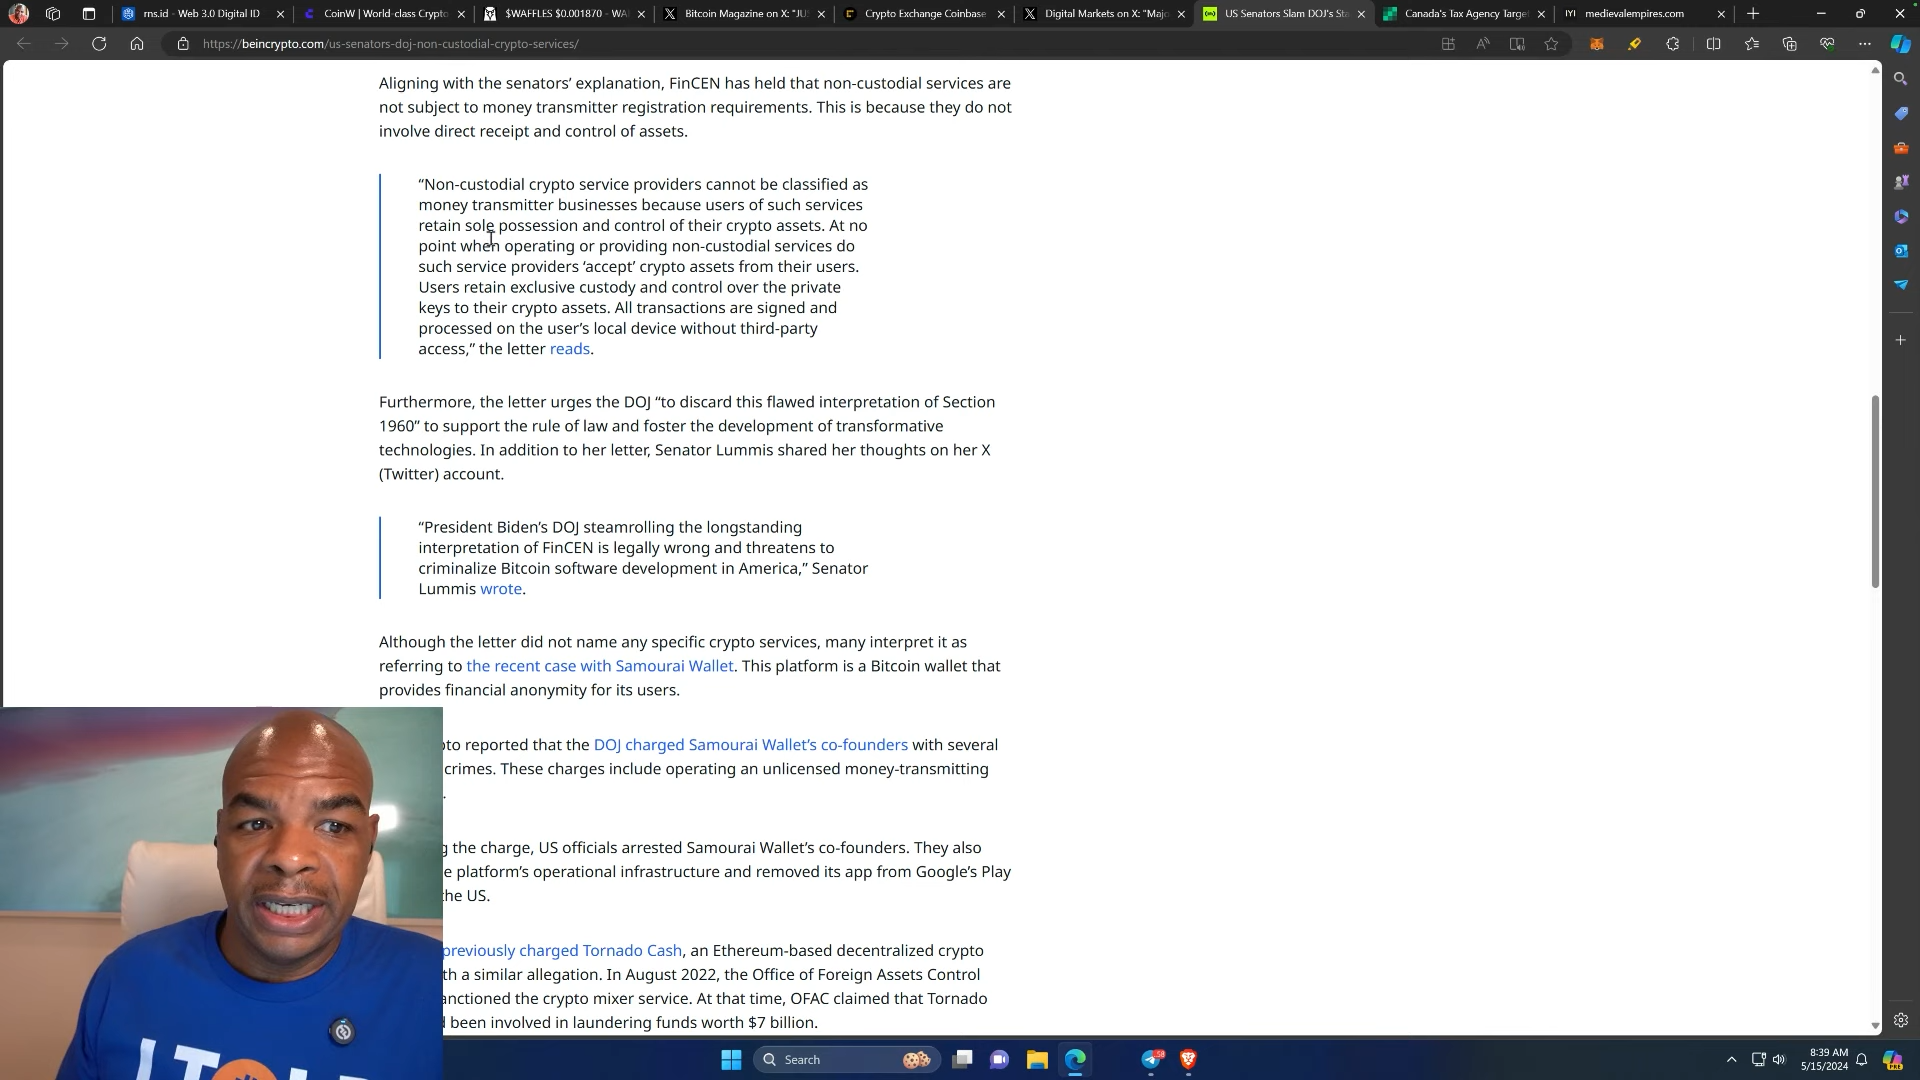 ms.id - Web 3.0 Digital ID
CoinW | World-class Crypto
$WAFFLES $0.001870 - WA
Bitcoin Magazine on X: "JU
Crypto Exchange Coinbase
Digital Markets on X: "Majo
US Senators Slam DOJ's Sta
Canada's Tax Agency Target
IYI medievalempires.com
https://beincrypto.com/us-senators-doj-non-custodial-crypto-services/
Aligning with the senators’ explanation, FinCEN has held that non-custodial services are
not subject to money transmitter registration requirements. This is because they do not
involve direct receipt and control of assets.
“Non-custodial crypto service providers cannot be classified as
money transmitter businesses because users of such services
retain sole possession and control of their crypto assets. At no
point when operating or providing non-custodial services do
such service providers ‘accept’ crypto assets from their users.
Users retain exclusive custody and control over the private
keys to their crypto assets. All transactions are signed and
processed on the user’s local device without third-party
access,” the letter reads.
Furthermore, the letter urges the DOJ “to discard this flawed interpretation of Section
1960” to support the rule of law and foster the development of transformative
technologies. In addition to her letter, Senator Lummis shared her thoughts on her X
(Twitter) account.
“President Biden’s DOJ steamrolling the longstanding
interpretation of FinCEN is legally wrong and threatens to
criminalize Bitcoin software development in America,” Senator
Lummis wrote.
Although the letter did not name any specific crypto services, many interpret it as
referring to the recent case with Samourai Wallet. This platform is a Bitcoin wallet that
provides financial anonymity for its users.
pto reported that the DOJ charged Samourai Wallet’s co-founders with several
crimes. These charges include operating an unlicensed money-transmitting
.
g the charge, US officials arrested Samourai Wallet’s co-founders. They also
e platform’s operational infrastructure and removed its app from Google’s Play
the US.
previously charged Tornado Cash, an Ethereum-based decentralized crypto
th a similar allegation. In August 2022, the Office of Foreign Assets Control
anctioned the crypto mixer service. At that time, OFAC claimed that Tornado
d been involved in laundering funds worth $7 billion.
Search
58
8:39 AM
5/15/2024